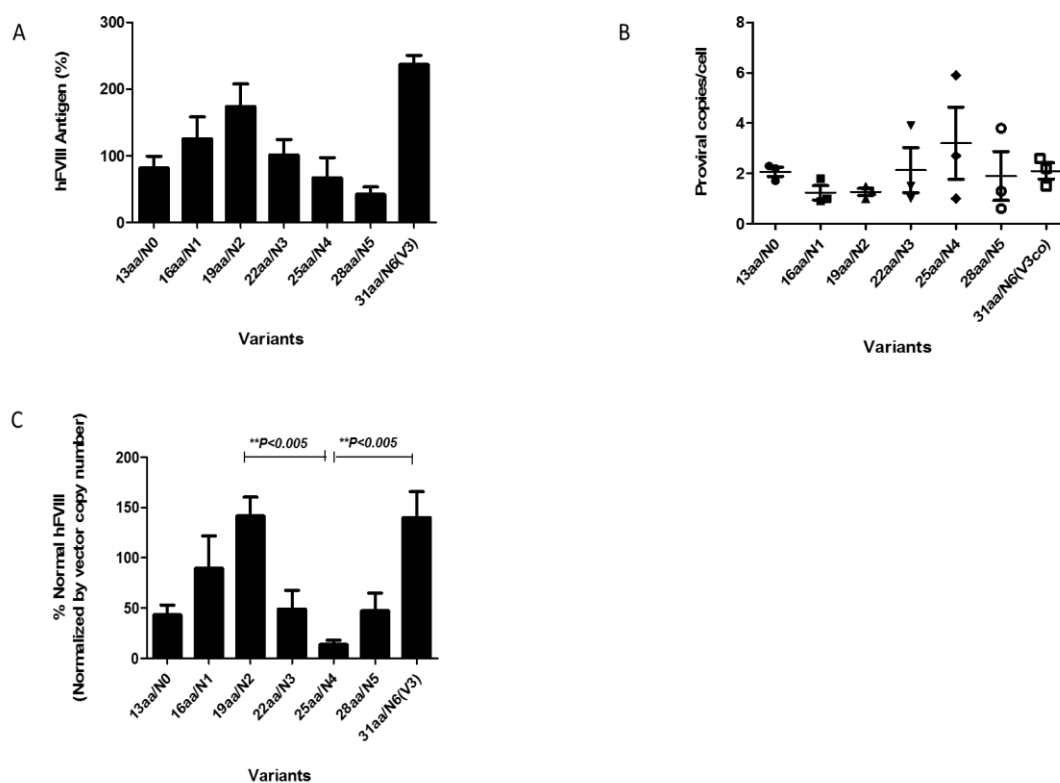 A
hFVIII Antigen (%)
300
200
100
0
13aa/N0
16aa/N1
19aa/N2
22aa/N3
25aa/N4
28aa/N5
31aa/N6(V3)
Variants
B
Proviral copies/cell
8
6
4
2
0
13aa/N0
16aa/N1
19aa/N2
22aa/N3
25aa/N4
28aa/N5
31aa/N6(V3co)
Variants
C
**P<0.005
**P<0.005
% Normal hFVIII
(Normalized by vector copy number)
200
150
100
50
0
13aa/N0
16aa/N1
19aa/N2
22aa/N3
25aa/N4
28aa/N5
31aa/N6(V3)
Variants